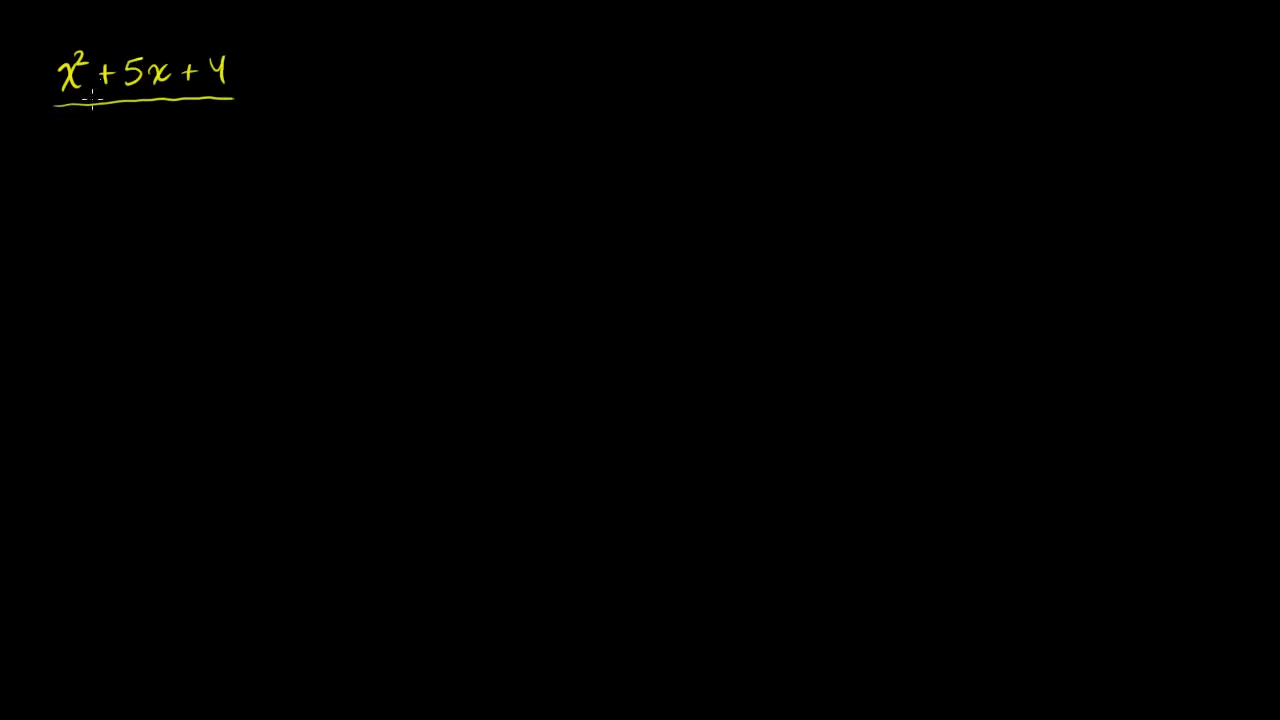 x² + 5x + 4